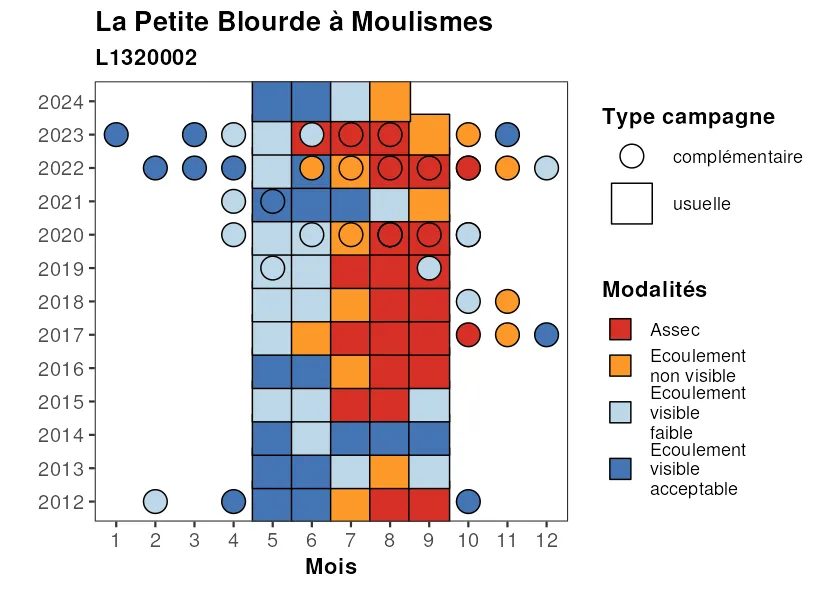 La Petite Blourde à Moulismes
L1320002
2024
2023
2022
2021
2020
2019
2018
2017
2016
2015
2014
2013
2012
1 2 3 4 5 6 7 8 9 10 11 12
Mois
Type campagne
complémentaire
usuelle
Modalités
Assec
Ecoulement
non visible
Ecoulement
visible
faible
Ecoulement
visible
acceptable